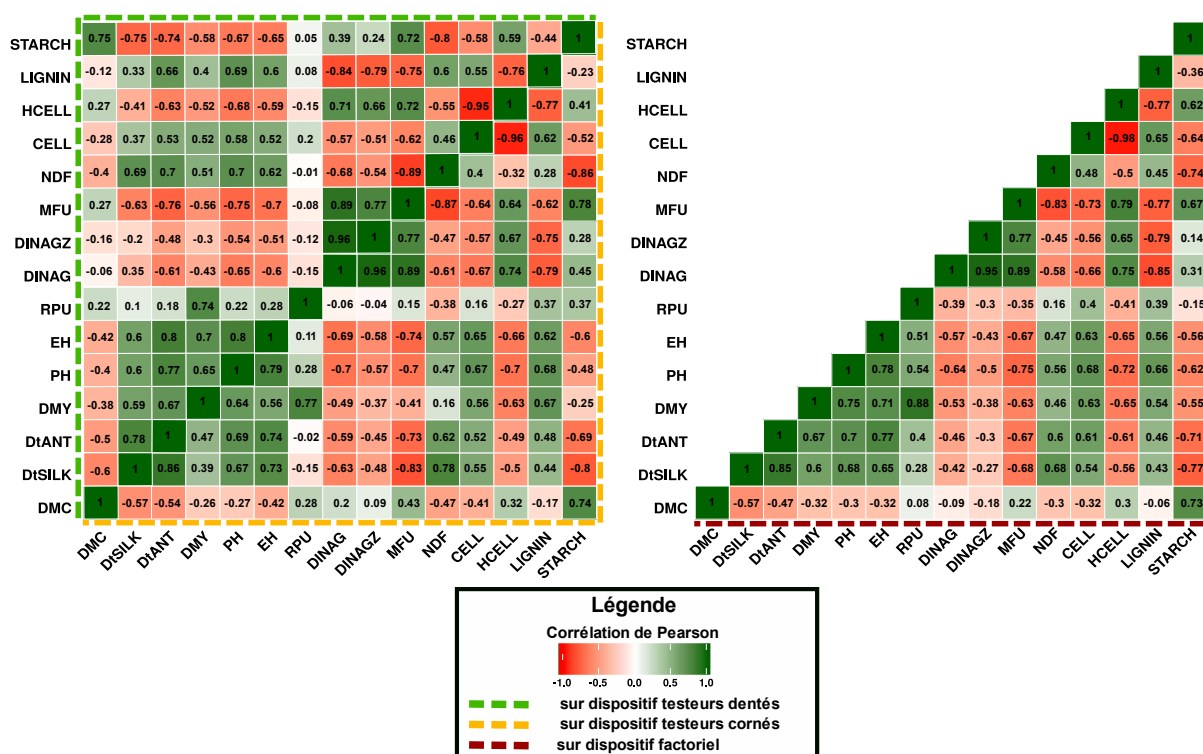 STARCH 0.75 -0.75 -0.74 -0.58 -0.67 -0.65 0.05 0.39 0.24 0.72 -0.8 -0.58 0.59 -0.44 1
LIGNIN -0.12 0.33 0.66 0.4 0.69 0.6 0.08 -0.84 -0.79 -0.75 0.6 0.55 -0.76 1 -0.23
HCELL 0.27 -0.41 -0.63 -0.52 -0.68 -0.59 -0.15 0.71 0.66 0.72 -0.55 -0.95 1 -0.77 0.41
CELL -0.28 0.37 0.53 0.52 0.58 0.52 0.2 -0.57 -0.51 -0.62 0.46 1 -0.96 0.62 -0.52
NDF -0.4 0.69 0.7 0.51 0.7 0.62 -0.01 -0.68 -0.54 -0.89 1 0.4 -0.32 0.28 -0.86
MFU 0.27 -0.63 -0.76 -0.56 -0.75 -0.7 -0.08 0.89 0.77 1 -0.87 -0.64 0.64 -0.62 0.78
DINAGZ -0.16 -0.2 -0.48 -0.3 -0.54 -0.51 -0.12 0.96 1 0.77 -0.47 -0.57 0.67 -0.75 0.28
DINAG -0.06 0.35 -0.61 -0.43 -0.65 -0.6 -0.15 1 0.96 0.89 -0.61 -0.67 0.74 -0.79 0.45
RPU 0.22 0.1 0.18 0.74 0.22 0.28 1 -0.06 -0.04 0.15 -0.38 0.16 -0.27 0.37 0.37
EH -0.42 0.6 0.8 0.7 0.8 1 0.11 -0.69 -0.58 -0.74 0.57 0.65 -0.66 0.62 -0.6
PH -0.4 0.6 0.77 0.65 1 0.79 0.28 -0.7 -0.57 -0.7 0.47 0.67 -0.7 0.68 -0.48
DMY -0.38 0.59 0.67 1 0.64 0.56 0.77 -0.49 -0.37 -0.41 0.16 0.56 -0.63 0.67 -0.25
DtANT -0.5 0.78 1 0.47 0.69 0.74 -0.02 -0.59 -0.45 -0.73 0.62 0.52 -0.49 0.48 -0.69
DtSILK -0.6 1 0.86 0.39 0.67 0.73 -0.15 -0.63 -0.48 -0.83 0.78 0.55 -0.5 0.44 -0.8
DMC 1 -0.57 -0.54 -0.26 -0.27 -0.42 0.28 0.2 0.09 0.43 -0.47 -0.41 0.32 -0.17 0.74
DMC DtSILK DtANT DMY PH EH RPU DINAG DINAGZ MFU NDF CELL HCELL LIGNIN STARCH
STARCH 1
LIGNIN 1 -0.36
HCELL 1 -0.77 0.62
CELL 1 -0.98 0.65 -0.64
NDF 1 0.48 -0.5 0.45 -0.74
MFU 1 -0.83 -0.73 0.79 -0.77 0.67
DINAGZ 1 0.77 -0.45 -0.56 0.65 -0.79 0.14
DINAG 1 0.95 0.89 -0.58 -0.66 0.75 -0.85 0.31
RPU 1 -0.39 -0.3 -0.35 0.16 0.4 -0.41 0.39 -0.15
EH 1 0.51 -0.57 -0.43 -0.68 0.47 0.63 -0.65 0.56 -0.56
PH 1 0.78 0.54 -0.64 -0.5 -0.75 0.56 0.68 -0.72 0.66 -0.62
DMY 1 0.75 0.71 0.88 -0.53 -0.38 -0.63 0.46 0.63 -0.65 0.54 -0.55
DtANT 1 0.67 0.7 0.77 0.4 -0.46 -0.3 -0.67 0.6 0.61 -0.61 0.46 -0.71
DtSILK 1 0.85 0.6 0.68 0.65 0.28 -0.42 -0.27 -0.68 0.68 0.54 -0.56 0.43 -0.77
DMC 1 -0.57 -0.47 -0.32 -0.3 -0.32 0.08 -0.09 -0.18 0.22 -0.3 -0.32 0.3 -0.06 0.73
DMC DtSILK DtANT DMY PH EH RPU DINAG DINAGZ MFU NDF CELL HCELL LIGNIN STARCH
Légende
Corrélation de Pearson
-1.0 -0.5 0.0 0.5 1.0
sur dispositif testeurs dentés
sur dispositif testeurs cornés
sur dispositif factoriel